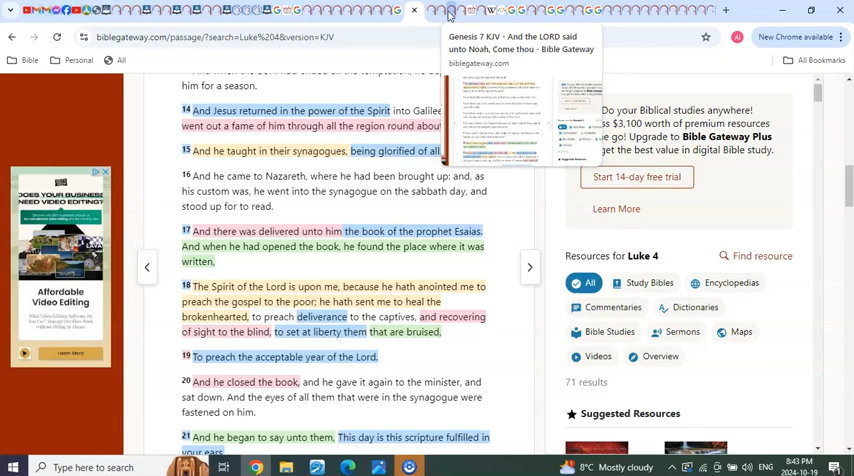 biblegateway.com/passage/?search=Luke%204&version=KJV
New Chrome available
Bible
Personal
All
All Bookmarks
Genesis 7 KJV - And the LORD said
unto Noah, Come thou - Bible Gateway
biblegateway.com
him for a season.
14 And Jesus returned in the power of the Spirit into Galilee
went out a fame of him through all the region round about
15 And he taught in their synagogues, being glorified of all.
16 And he came to Nazareth, where he had been brought up: and, as
his custom was, he went into the synagogue on the sabbath day, and
stood up for to read.
17 And there was delivered unto him the book of the prophet Esaias.
And when he had opened the book, he found the place where it was
written,
18 The Spirit of the Lord is upon me, because he hath anointed me to
preach the gospel to the poor; he hath sent me to heal the
brokenhearted, to preach deliverance to the captives, and recovering
of sight to the blind, to set at liberty them that are bruised,
19 To preach the acceptable year of the Lord.
20 And he closed the book, and he gave it again to the minister, and
sat down. And the eyes of all them that were in the synagogue were
fastened on him.
21 And he began to say unto them, This day is this scripture fulfilled in
your ears.
DOES YOUR BUSINESS
NEED VIDEO EDITING?
Affordable
Video Editing
Learn More
Do your Biblical studies anywhere!
$3,100 worth of premium resources
Upgrade to Bible Gateway Plus
get the best value in digital Bible study.
Start 14-day free trial
Learn More
Resources for Luke 4
Find resource
All
Study Bibles
Encyclopedias
Commentaries
Dictionaries
Bible Studies
Sermons
Maps
Videos
Overview
71 results
Suggested Resources
Type here to search
8°C Mostly cloudy
ENG
8:43 PM
2024-10-19